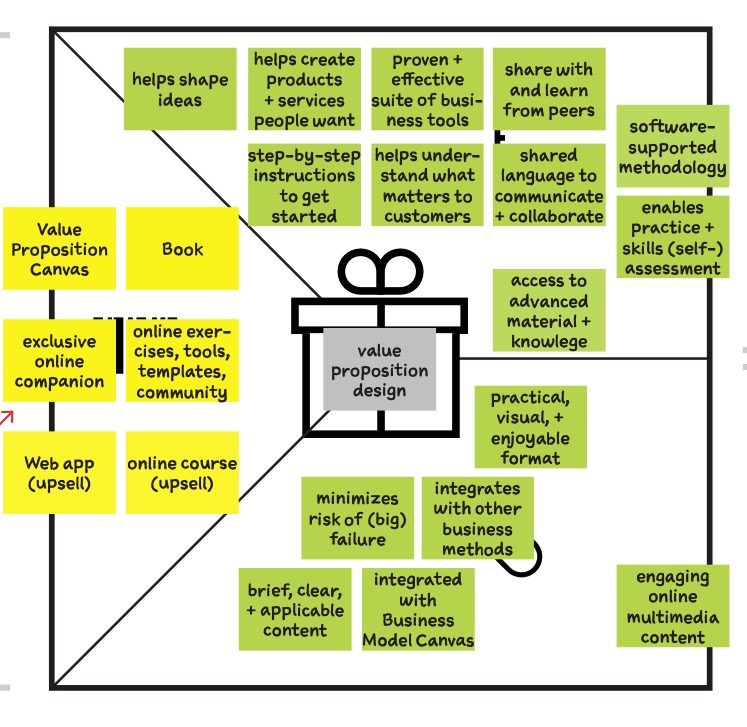 helps shape
ideas
helps create
products
+ services
people want
proven +
effective
suite of busi-
ness tools
share with
and learn
from peers
software-
supported
methodology
step-by-step
instructions
to get
started
helps under-
stand what
matters to
customers
shared
language to
communicate
+ collaborate
enables
practice +
skills (self-)
assessment
Value
Proposition
Canvas
Book
access to
advanced
material +
knowlege
exclusive
online
companion
online exer-
cises, tools,
templates,
community
value
proposition
design
practical,
visual, +
enjoyable
format
Web app
(upsell)
online course
(upsell)
minimizes
risk of (big)
failure
integrates
with other
business
methods
brief, clear,
+ applicable
content
integrated
with
Business
Model Canvas
engaging
online
multimedia
content